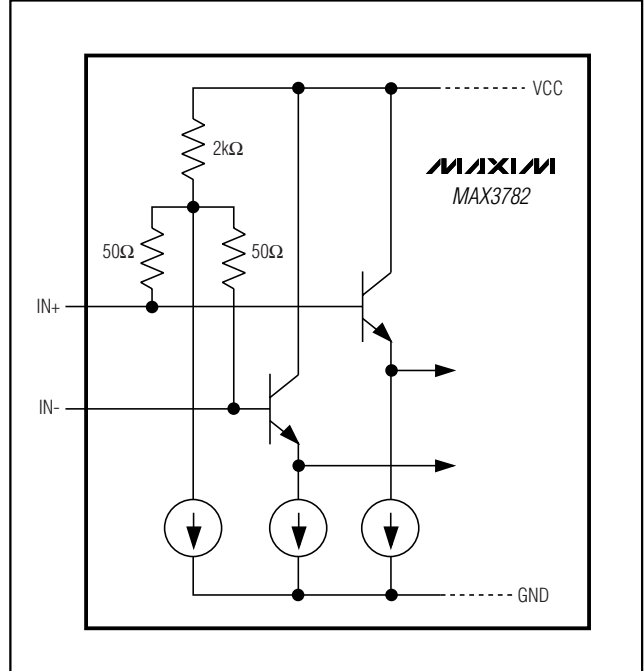 VCC
2kΩ
MAXIM
MAX3782
50Ω
50Ω
IN+
IN-
GND